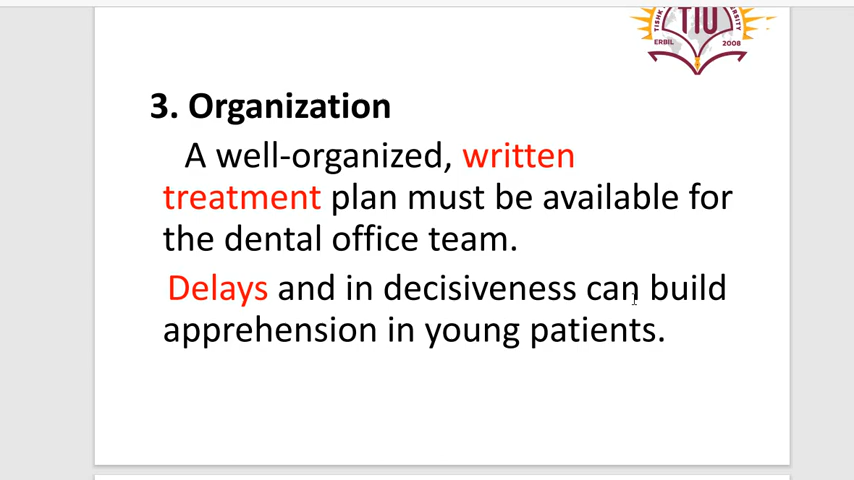 TIU
ERBIL 2008
3. Organization
A well-organized, written
treatment plan must be available for
the dental office team.
Delays and in decisiveness can build
apprehension in young patients.